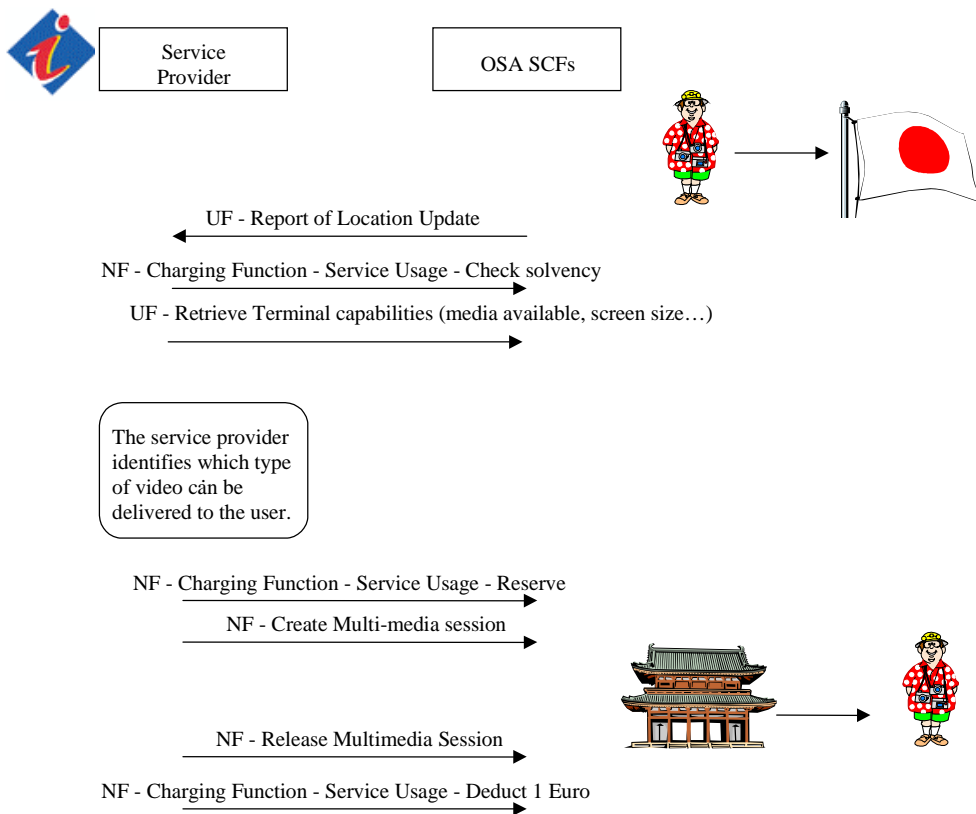 i
Service
Provider
OSA SCFs
UF - Report of Location Update
NF - Charging Function - Service Usage - Check solvency
UF - Retrieve Terminal capabilities (media available, screen size…)
The service provider
identifies which type
of video can be
delivered to the user.
NF - Charging Function - Service Usage - Reserve
NF - Create Multi-media session
NF - Release Multimedia Session
NF - Charging Function - Service Usage - Deduct 1 Euro